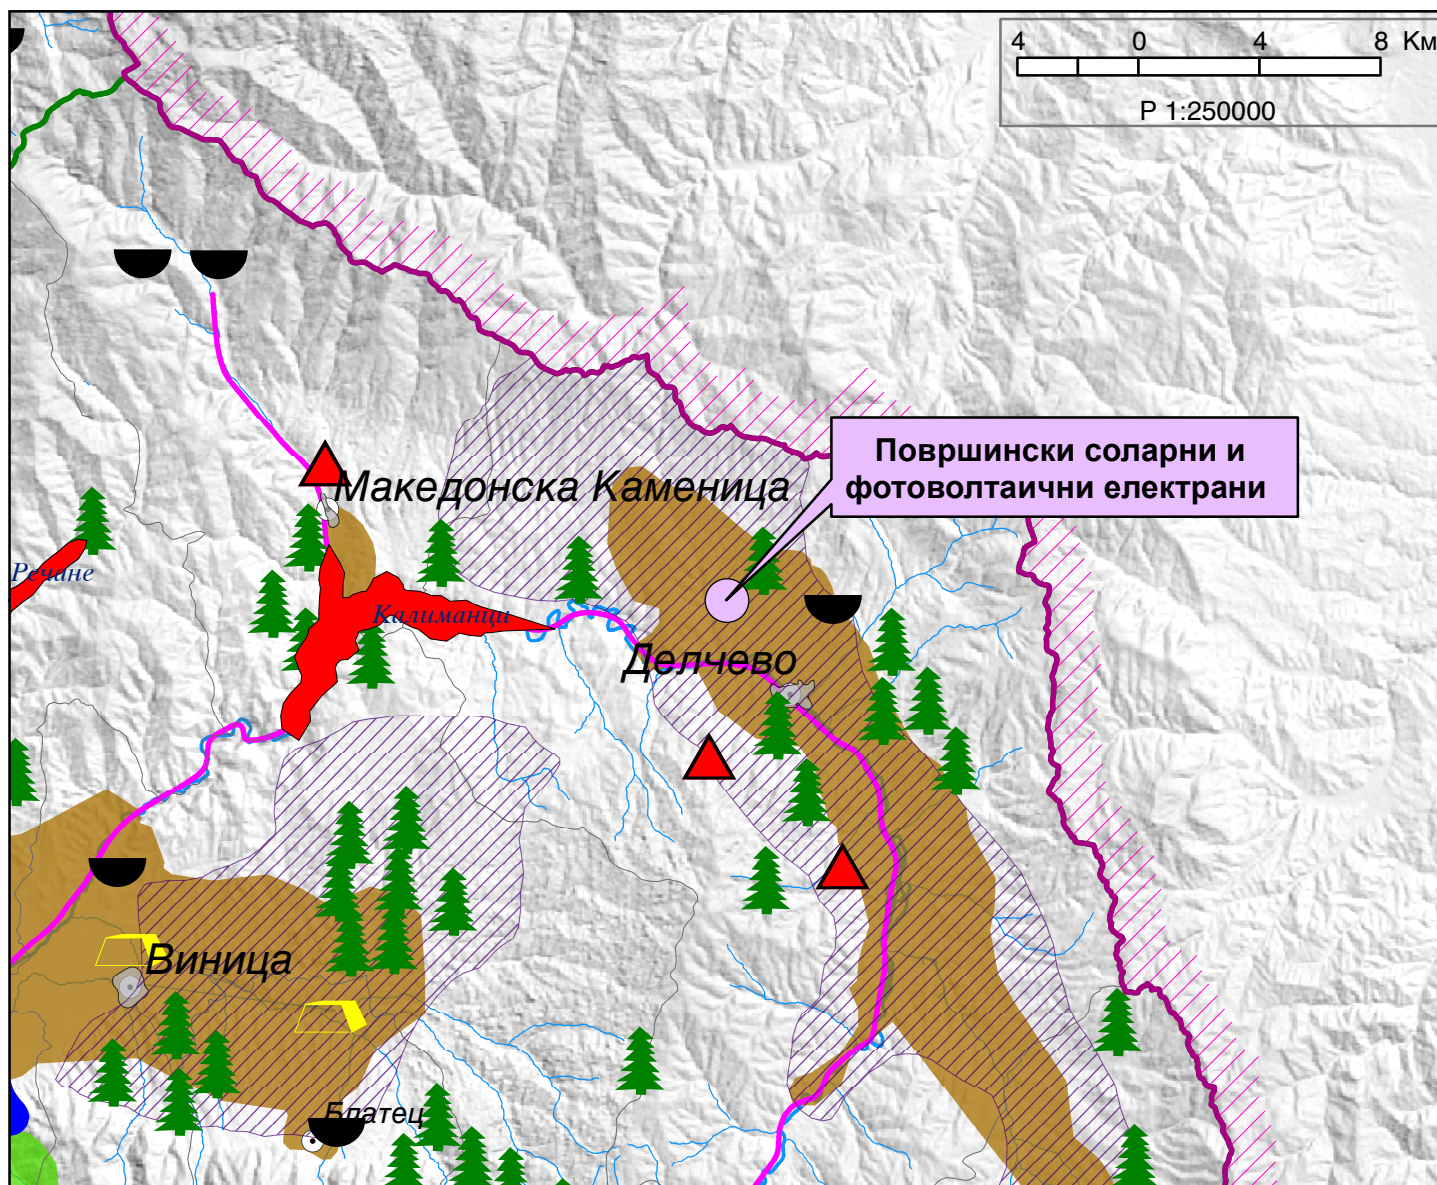 4 0 4 8 Км
Р 1:250000
Површински соларни и
фотоволтаични електрани
Македонска Каменица
Речане
Калиманци
Делчево
Виница
Блатец